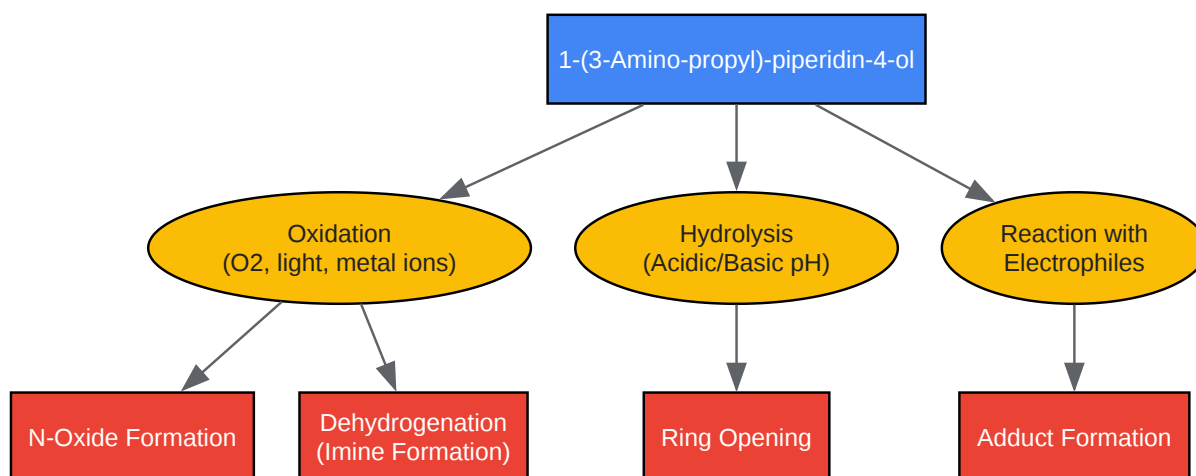 1-(3-Amino-propyl)-piperidin-4-ol
Oxidation
(O2, light, metal ions)
Hydrolysis
(Acidic/Basic pH)
Reaction with
Electrophiles
N-Oxide Formation
Dehydrogenation
(Imine Formation)
Ring Opening
Adduct Formation